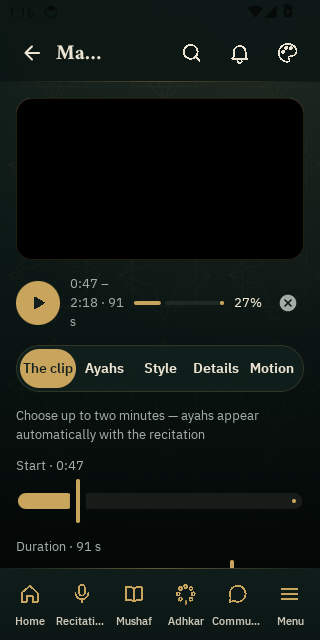 1:16
Ma...
0:47 –
2:18 · 91
s
27%
The clip
Ayahs
Style
Details
Motion
Choose up to two minutes — ayahs appear
automatically with the recitation
Start · 0:47
Duration · 91 s
Home
Recitati...
Mushaf
Adhkar
Commu...
Menu